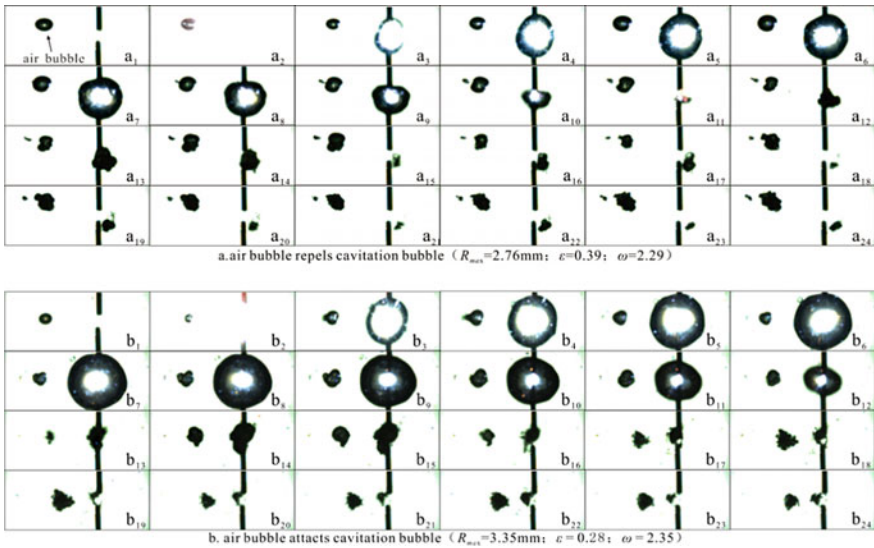 air bubble
a₁ a₂ a₃ a₄ a₅ a₆
a₇ a₈ a₉ a₁₀ a₁₁ a₁₂
a₁₃ a₁₄ a₁₅ a₁₆ a₁₇ a₁₈
a₁₉ a₂₀ a₂₁ a₂₂ a₂₃ a₂₄
a.air bubble repels cavitation bubble（Rmax=2.76mm；ε=0.39；ω=2.29）
b₁ b₂ b₃ b₄ b₅ b₆
b₇ b₈ b₉ b₁₀ b₁₁ b₁₂
b₁₃ b₁₄ b₁₅ b₁₆ b₁₇ b₁₈
b₁₉ b₂₀ b₂₁ b₂₂ b₂₃ b₂₄
b. air bubble attacts cavitation bubble（Rmax=3.35mm；ε=0.28；ω=2.35）